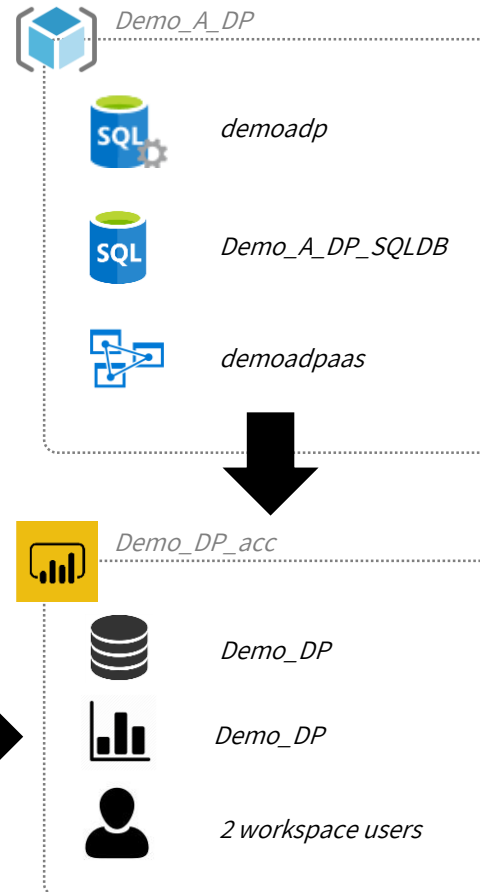 Demo_A_DP
SQL
demoadp
SQL
Demo_A_DP_SQLDB
demoadpaas
Demo_DP_acc
Demo_DP
Demo_DP
2 workspace users